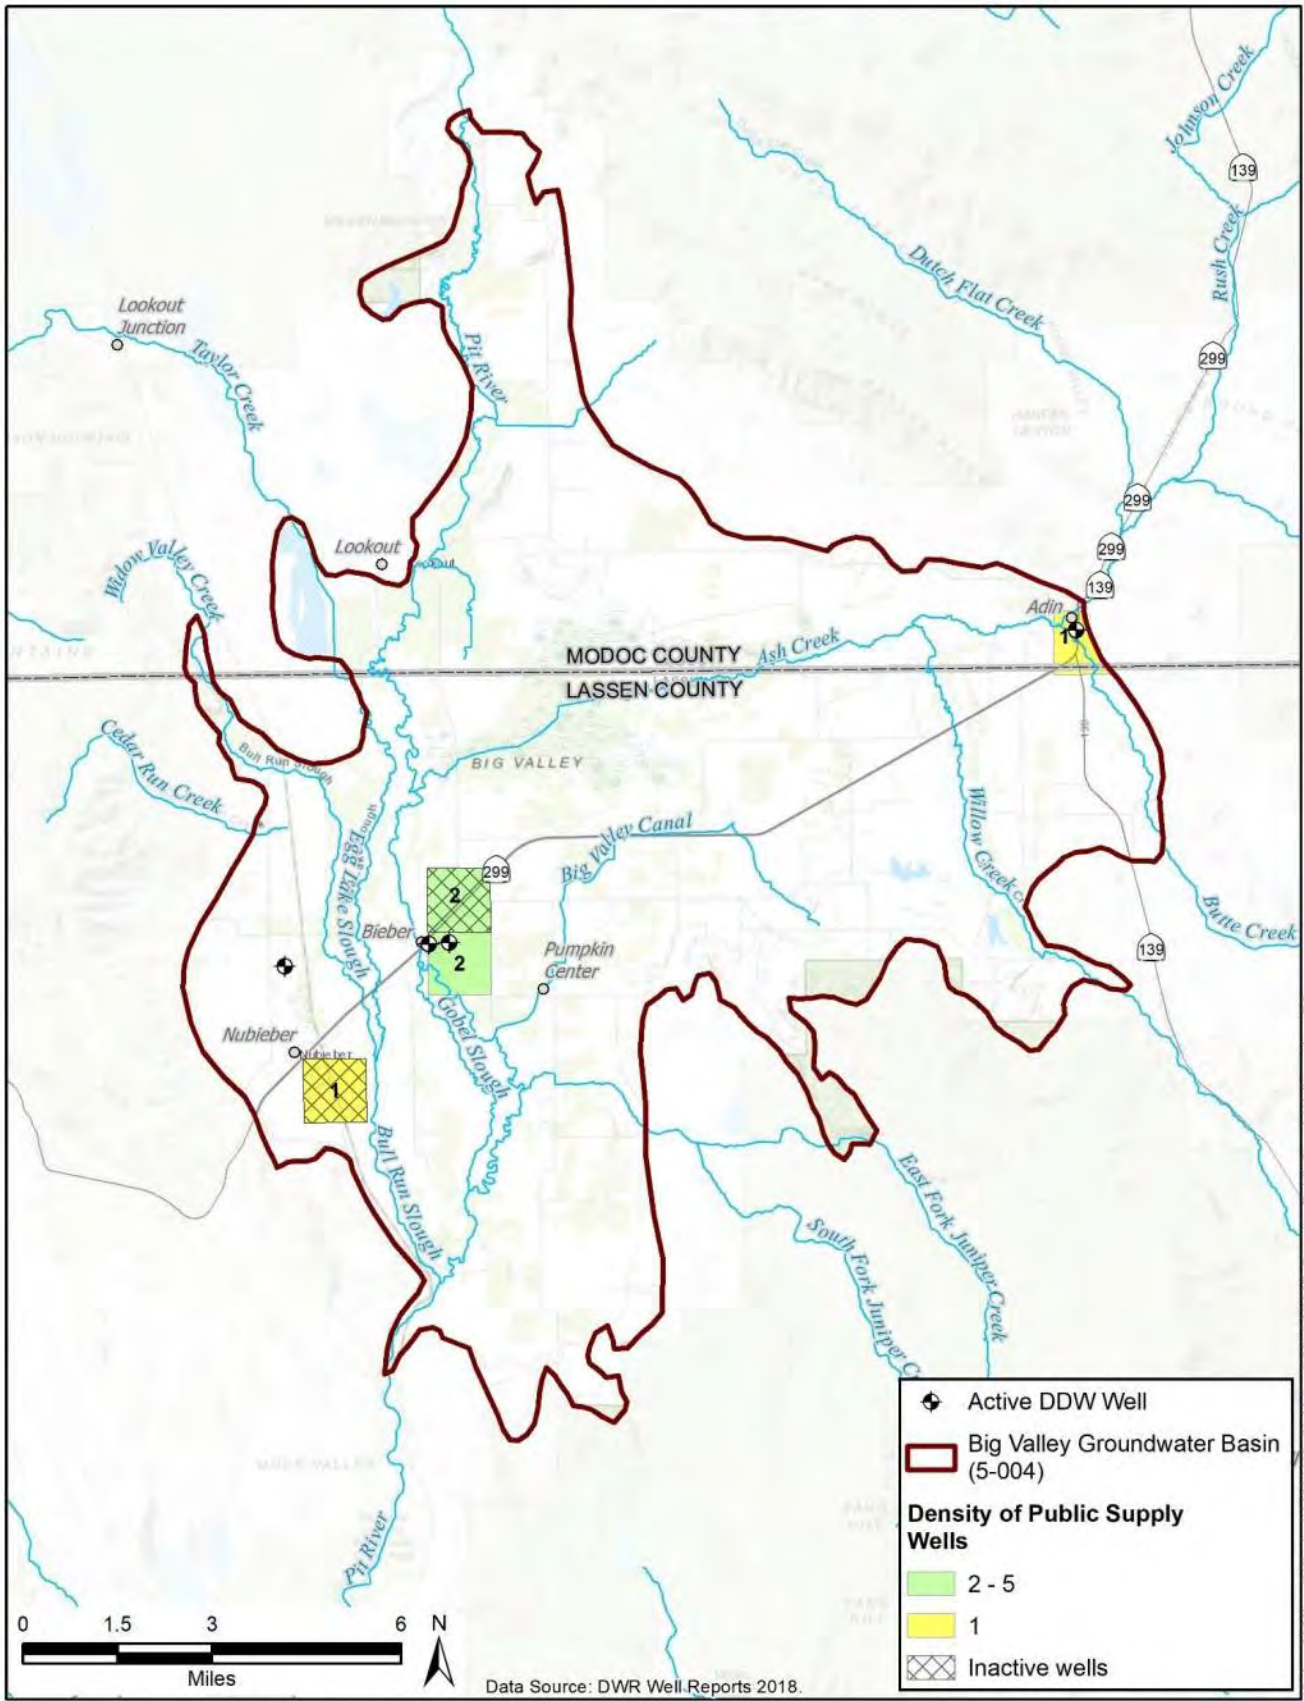 Johnson Creek
139
Rush Creek
Dutch Flat Creek
Lookout
Junction
Taylor Creek
Pit River
299
299
299
139
Lookout
Widow Valley Creek
Adin
1
MODOC COUNTY
Ash Creek
LASSEN COUNTY
139
Cedar Run Creek
Bull Run Slough
BIG VALLEY
Big Valley Canal
Willow Creek
Egg Lake Slough
299
2
Bieber
2
Pumpkin
Center
Butte Creek
139
Gobel Slough
Nubieber
Nubieber
1
Bull Run Slough
East Fork Juniper Creek
South Fork Juniper Cr
Pit River
Active DDW Well
Big Valley Groundwater Basin
(5-004)
Density of Public Supply
Wells
2 - 5
1
Inactive wells
0 1.5 3 6
Miles
N
Data Source: DWR Well Reports 2018.